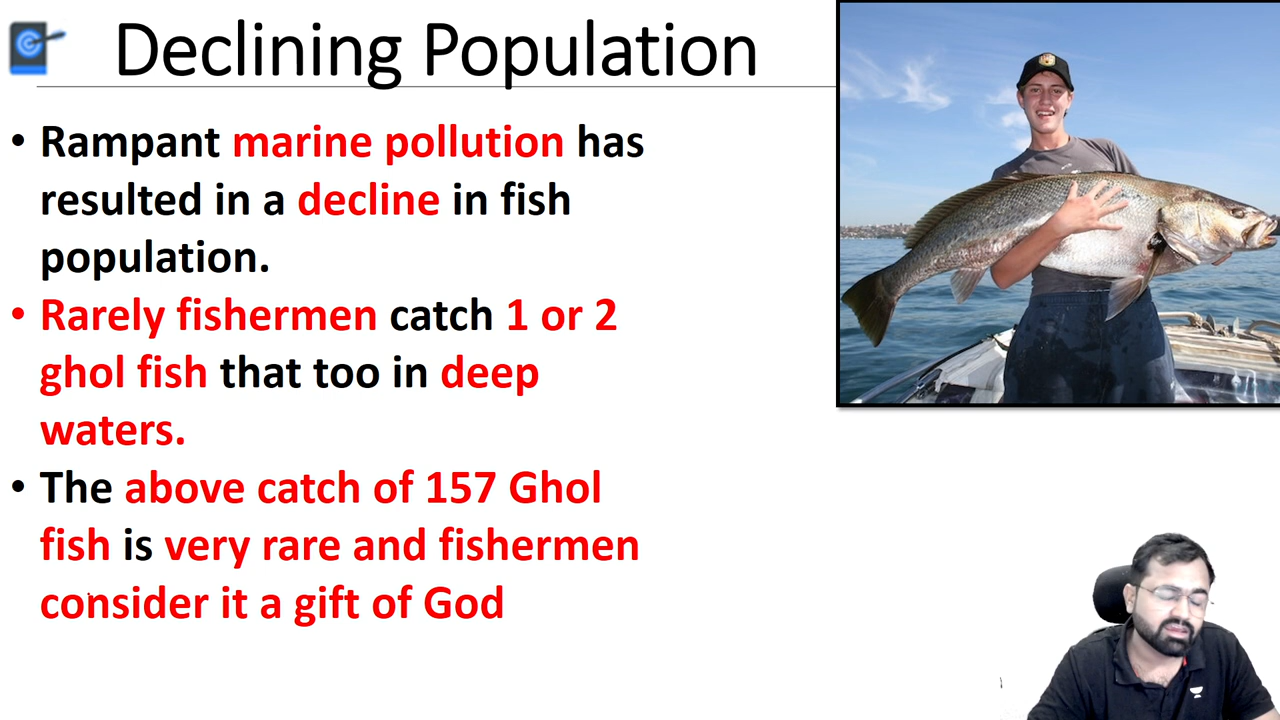 Declining Population
• Rampant marine pollution has
resulted in a decline in fish
population.
• Rarely fishermen catch 1 or 2
ghol fish that too in deep
waters.
• The above catch of 157 Ghol
fish is very rare and fishermen
consider it a gift of God